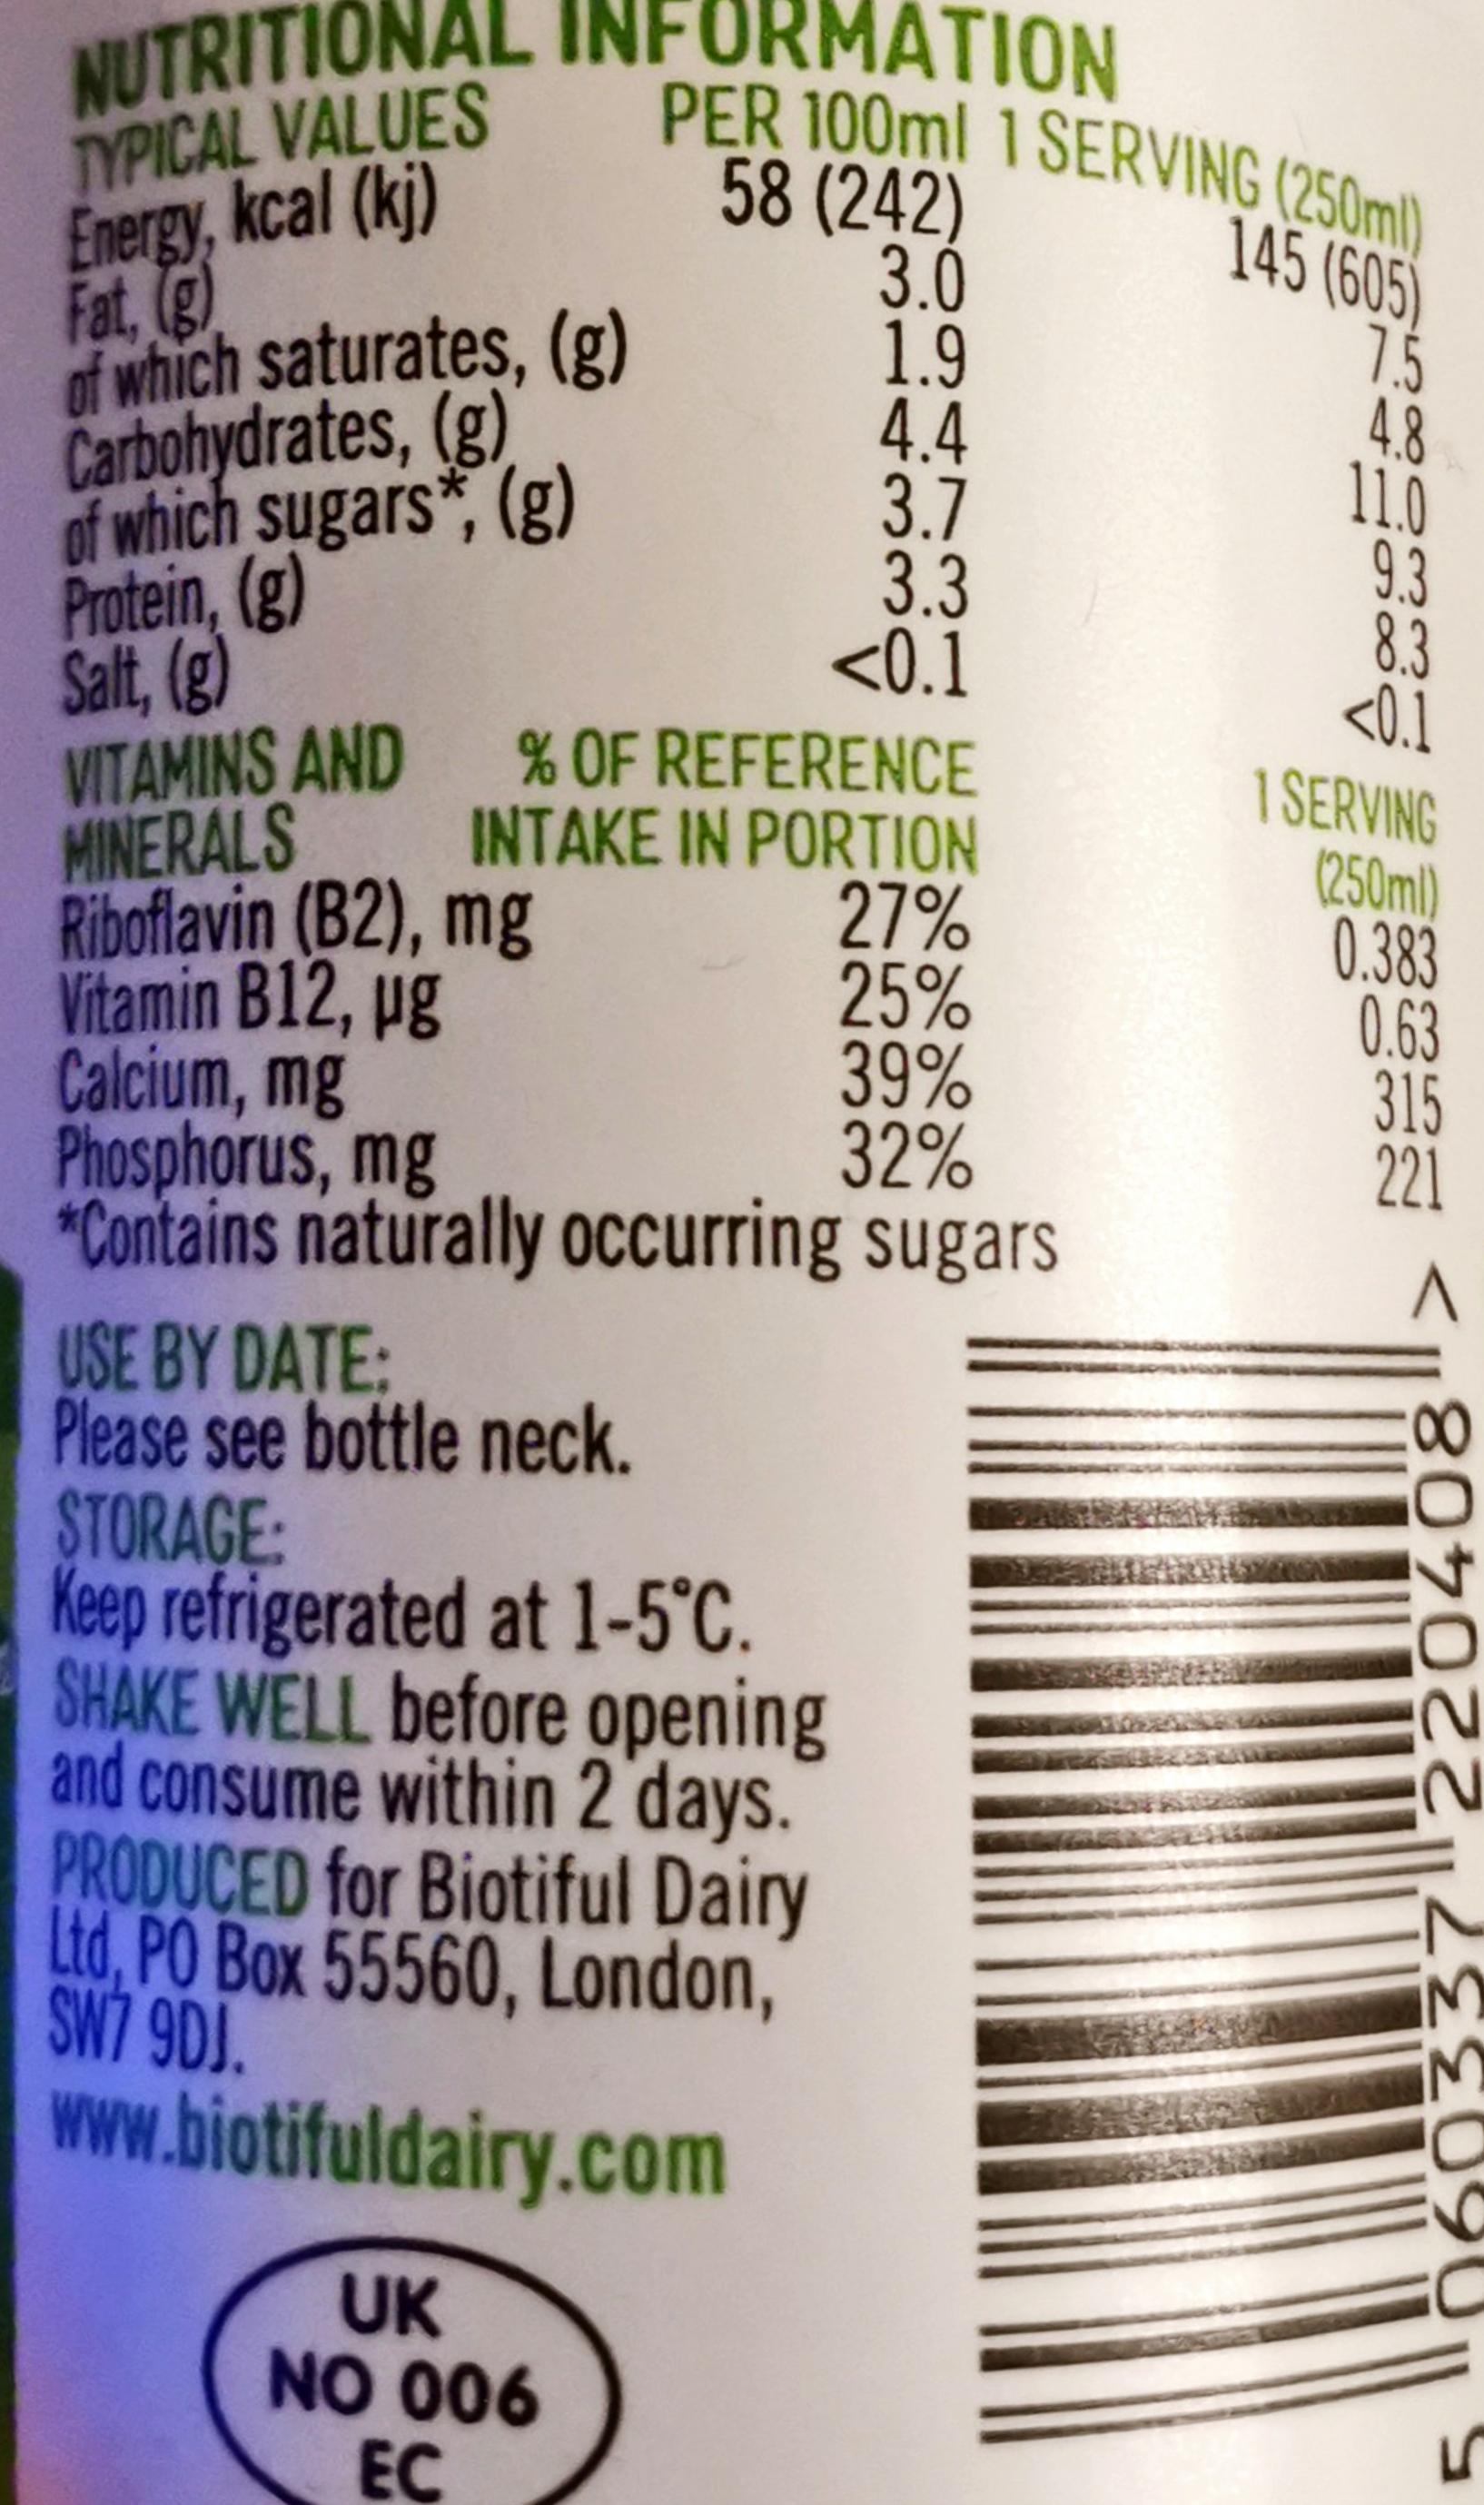 NUTRITIONAL INFORMATION
TYPICAL VALUES PER 100ml 1 SERVING (250ml)
Energy, kcal (kj) 58 (242) 145 (605)
Fat, (g) 3.0 7.5
of which saturates, (g) 1.9 4.8
Carbohydrates, (g) 4.4 11.0
of which sugars*, (g) 3.7 9.3
Protein, (g) 3.3 8.3
Salt, (g) <0.1 <0.1
VITAMINS AND % OF REFERENCE 1 SERVING
MINERALS INTAKE IN PORTION (250ml)
Riboflavin (B2), mg 27% 0.383
Vitamin B12, µg 25% 0.63
Calcium, mg 39% 315
Phosphorus, mg 32% 221
*Contains naturally occurring sugars
USE BY DATE:
Please see bottle neck.
STORAGE:
Keep refrigerated at 1-5°C.
SHAKE WELL before opening
and consume within 2 days.
PRODUCED for Biotiful Dairy
Ltd, PO Box 55560, London,
SW7 9DJ.
www.biotifuldairy.com
UK
NO 006
EC
5 060337 220408 >